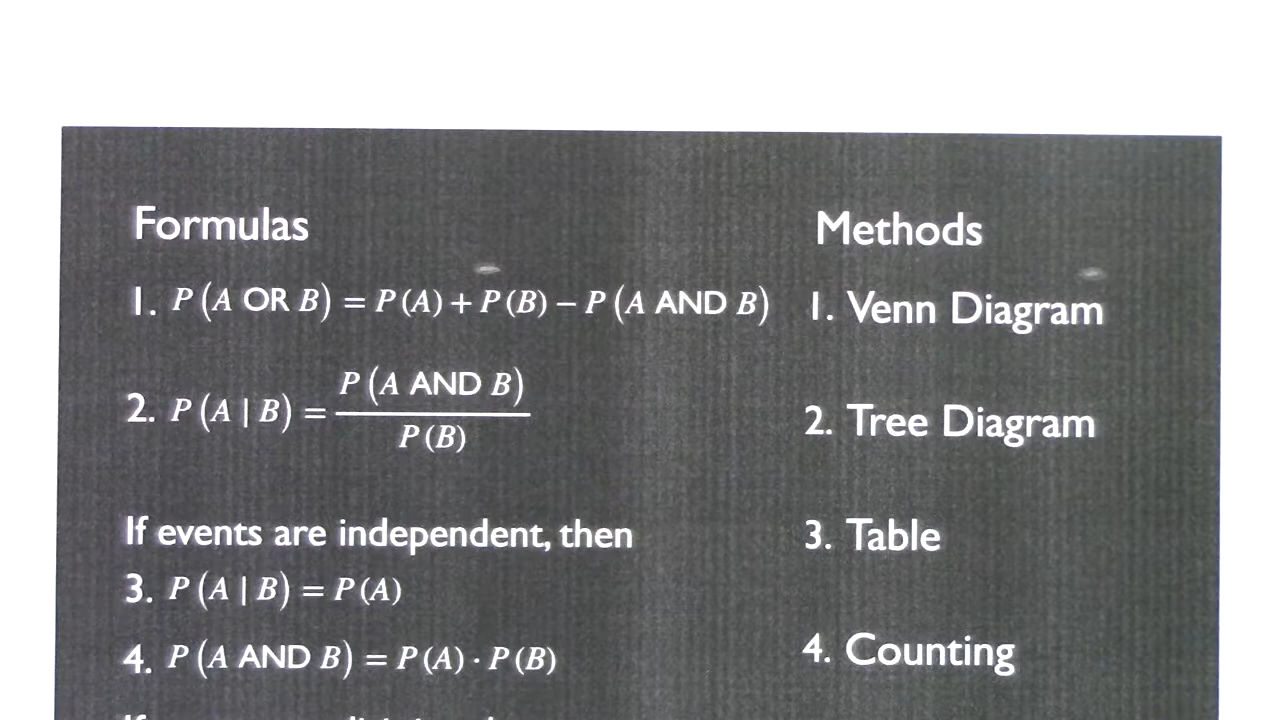 Formulas
1. P(A OR B) = P(A) + P(B) − P(A AND B)
2. P(A | B) = P(A AND B) / P(B)
If events are independent, then
3. P(A | B) = P(A)
4. P(A AND B) = P(A) · P(B)
If
Methods
1. Venn Diagram
2. Tree Diagram
3. Table
4. Counting